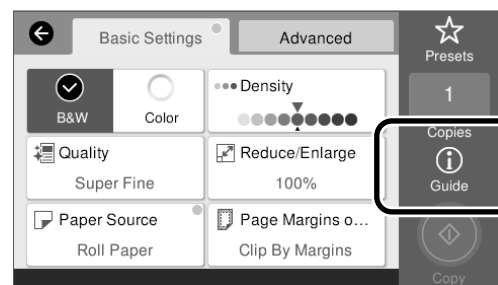 Basic Settings
Advanced
Presets
B&W
Color
Density
1
Copies
Quality
Super Fine
Reduce/Enlarge
100%
Guide
Paper Source
Roll Paper
Page Margins o...
Clip By Margins
Copy